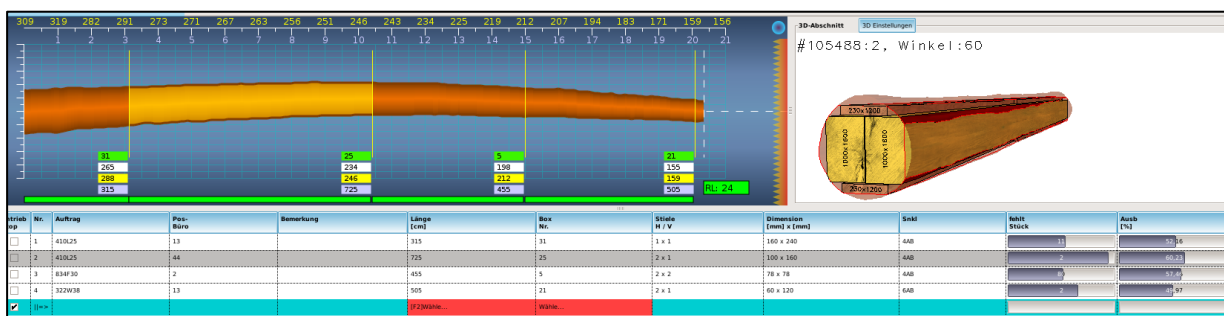 309 319 282 291 273 271 267 263 256 251 246 243 234 225 219 212 207 194 183 171 159 156
1 2 3 4 5 6 7 8 9 10 11 12 13 14 15 16 17 18 19 20 21
31 25 5 21
265 234 198 155
288 246 212 159
315 725 455 505
RL: 24
3D-Abschnitt 3D Einstellungen
#105488:2, Winkel:60
230x1200
1000x1600 1000x1600
230x1200
Nr. Auftrag Pos-Büro Bemerkung Länge [cm] Box Nr. Stiele H / V Dimension [mm] x [mm] Snkl fehlt Stück Ausb [%]
1 410L25 13 315 31 1 x 1 160 x 240 4AB 11 52,16
2 410L25 44 725 25 2 x 1 100 x 160 4AB 2 60,23
3 834F30 2 455 5 2 x 2 78 x 78 4AB
4 322W38 13 505 21 2 x 1 60 x 120 6AB 2
[F2]Wähle... Wähle...